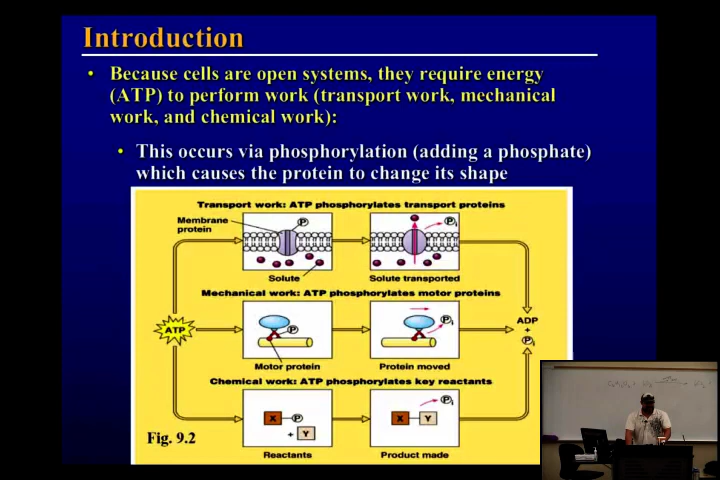 Introduction
• Because cells are open systems, they require energy
(ATP) to perform work (transport work, mechanical
work, and chemical work):
• This occurs via phosphorylation (adding a phosphate)
which causes the protein to change its shape
Transport work: ATP phosphorylates transport proteins
Membrane
protein
P
Pi
Solute
Solute transported
Mechanical work: ATP phosphorylates motor proteins
ATP
P
Pi
ADP
+
Pi
Motor protein
Protein moved
Chemical work: ATP phosphorylates key reactants
X
P
+
Y
X
Y
Pi
Fig. 9.2
Reactants
Product made